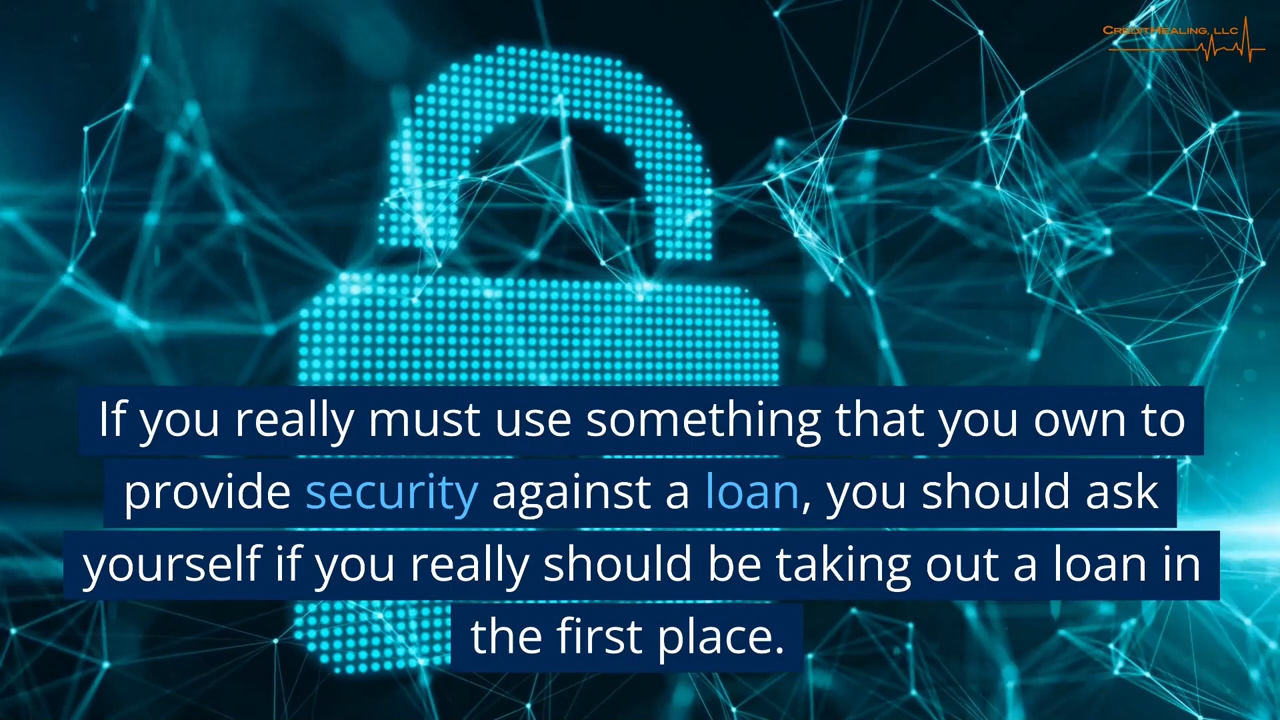 CreditHealing, LLC
If you really must use something that you own to
provide security against a loan, you should ask
yourself if you really should be taking out a loan in
the first place.